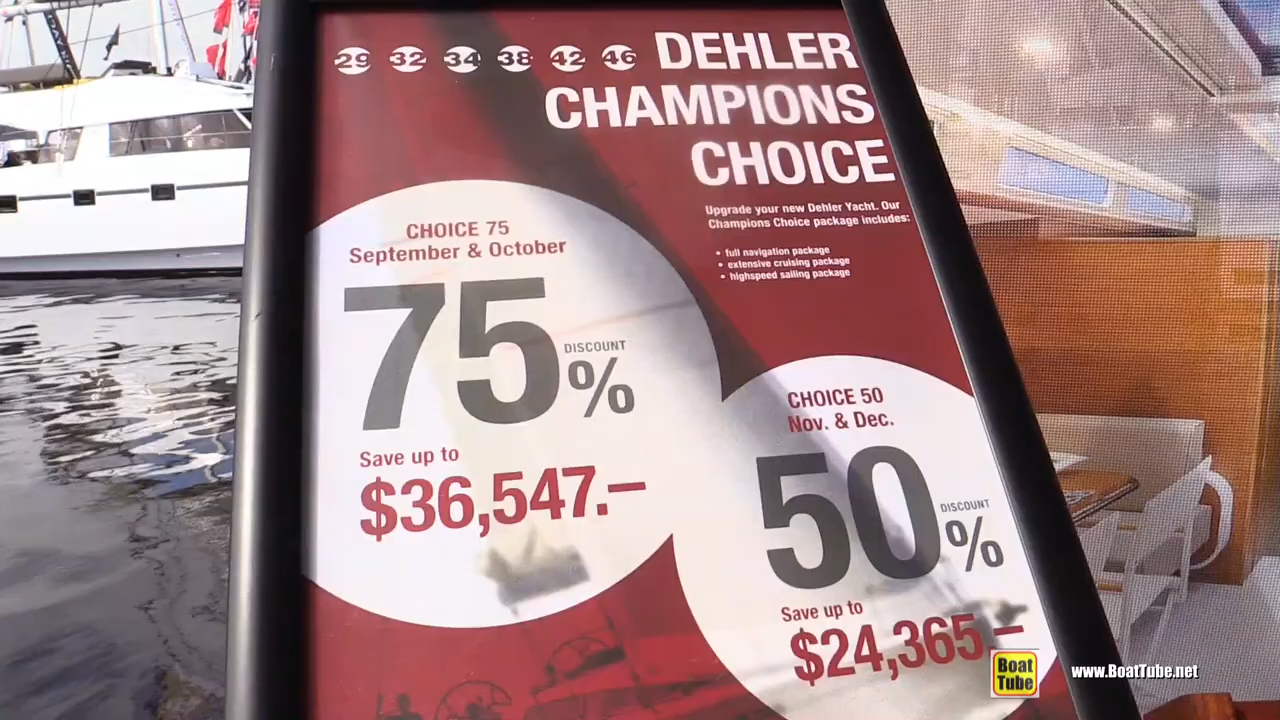 29 32 34 38 42 46 DEHLER
CHAMPIONS
CHOICE
Upgrade your new Dehler Yacht. Our
Champions Choice package includes:
• full navigation package
• extensive cruising package
• highspeed sailing package
CHOICE 75
September & October
75
DISCOUNT
%
Save up to
$36,547.–
CHOICE 50
Nov. & Dec.
50
DISCOUNT
%
Save up to
$24,365.–
Boat
Tube
www.BoatTube.net